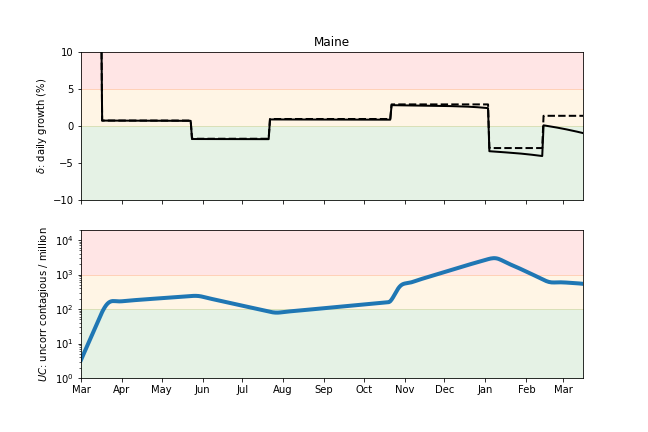 Maine
δ: daily growth (%)
10
5
0
−5
−10
UC: uncorr contagious / million
10⁴
10³
10²
10¹
10⁰
Mar Apr May Jun Jul Aug Sep Oct Nov Dec Jan Feb Mar